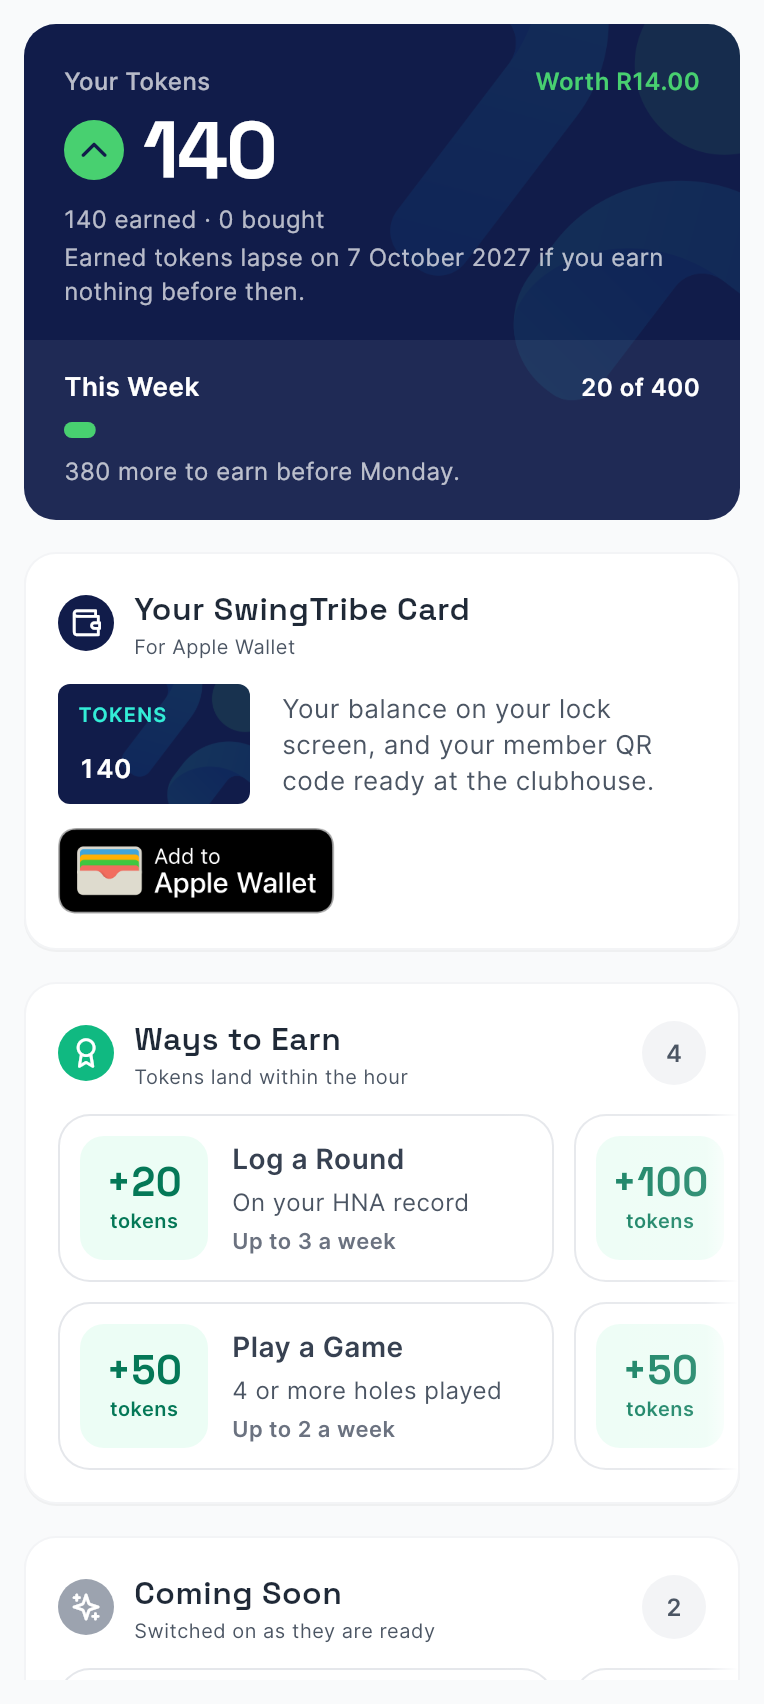 Your Tokens
Worth R14.00
140
140 earned · 0 bought
Earned tokens lapse on 7 October 2027 if you earn
nothing before then.
This Week
20 of 400
380 more to earn before Monday.
Your SwingTribe Card
For Apple Wallet
TOKENS
140
Your balance on your lock
screen, and your member QR
code ready at the clubhouse.
Add to
Apple Wallet
Ways to Earn
Tokens land within the hour
4
+20
tokens
Log a Round
On your HNA record
Up to 3 a week
+100
tokens
+50
tokens
Play a Game
4 or more holes played
Up to 2 a week
+50
tokens
Coming Soon
Switched on as they are ready
2